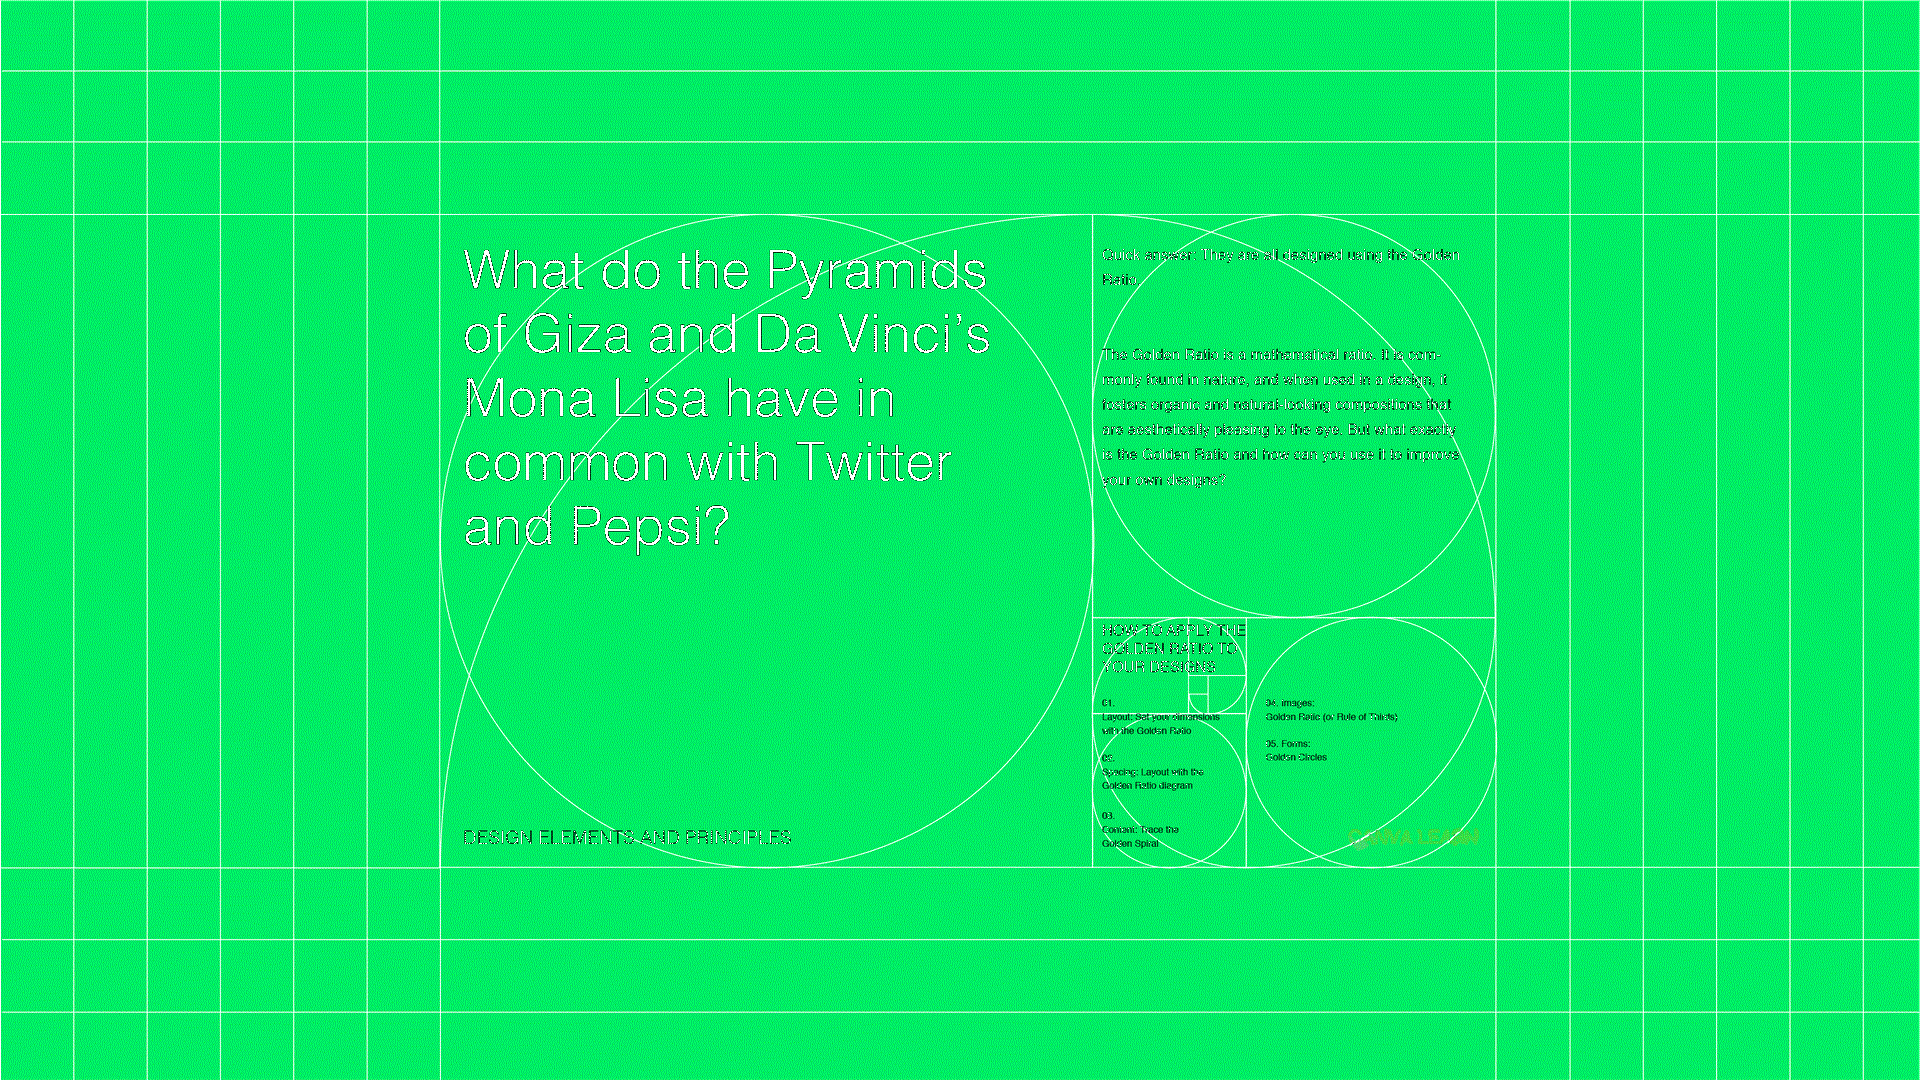 What do the Pyramids
of Giza and Da Vinci’s
Mona Lisa have in
common with Twitter
and Pepsi?
DESIGN ELEMENTS AND PRINCIPLES
Quick answer: They are all designed using the Golden
Ratio.
The Golden Ratio is a mathematical ratio. It is com-
monly found in nature, and when used in a design, it
fosters organic and natural-looking compositions that
are aesthetically pleasing to the eye. But what exactly
is the Golden Ratio and how can you use it to improve
your own designs?
HOW TO APPLY THE
GOLDEN RATIO TO
YOUR DESIGNS
01.
Layout: Set your dimensions
with the Golden Ratio
02.
Spacing: Layout with the
Golden Ratio diagram
03.
Content: Trace the
Golden Spiral
04. Images:
Golden Ratio (or Rule of Thirds)
05. Forms:
Golden Circles